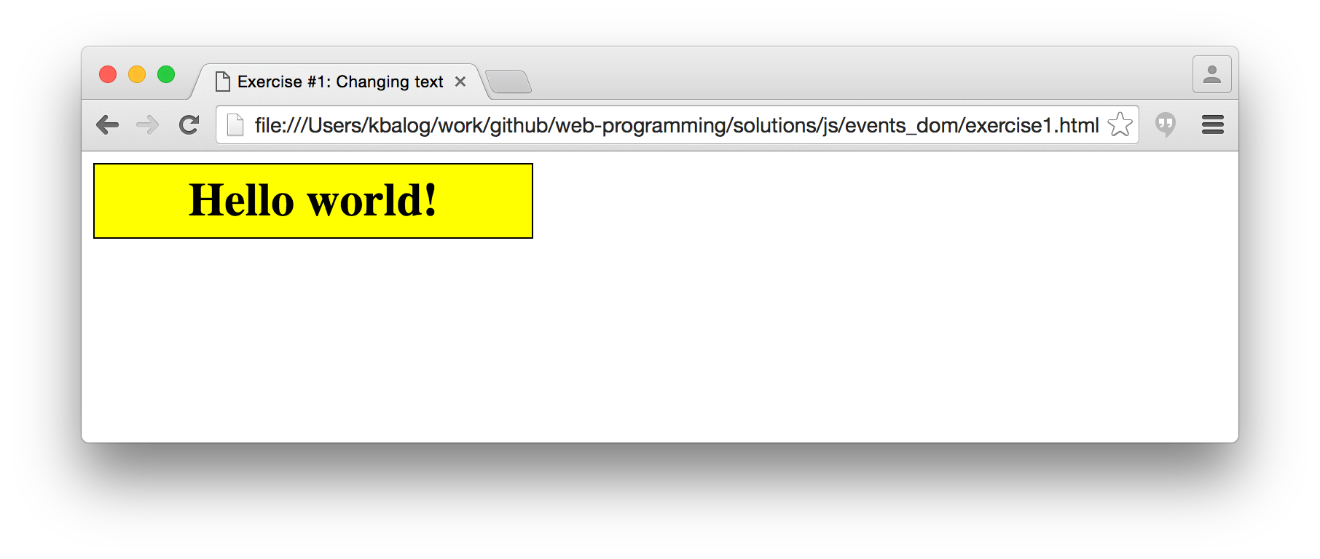 Exercise #1: Changing text
file:///Users/kbalog/work/github/web-programming/solutions/js/events_dom/exercise1.html
Hello world!